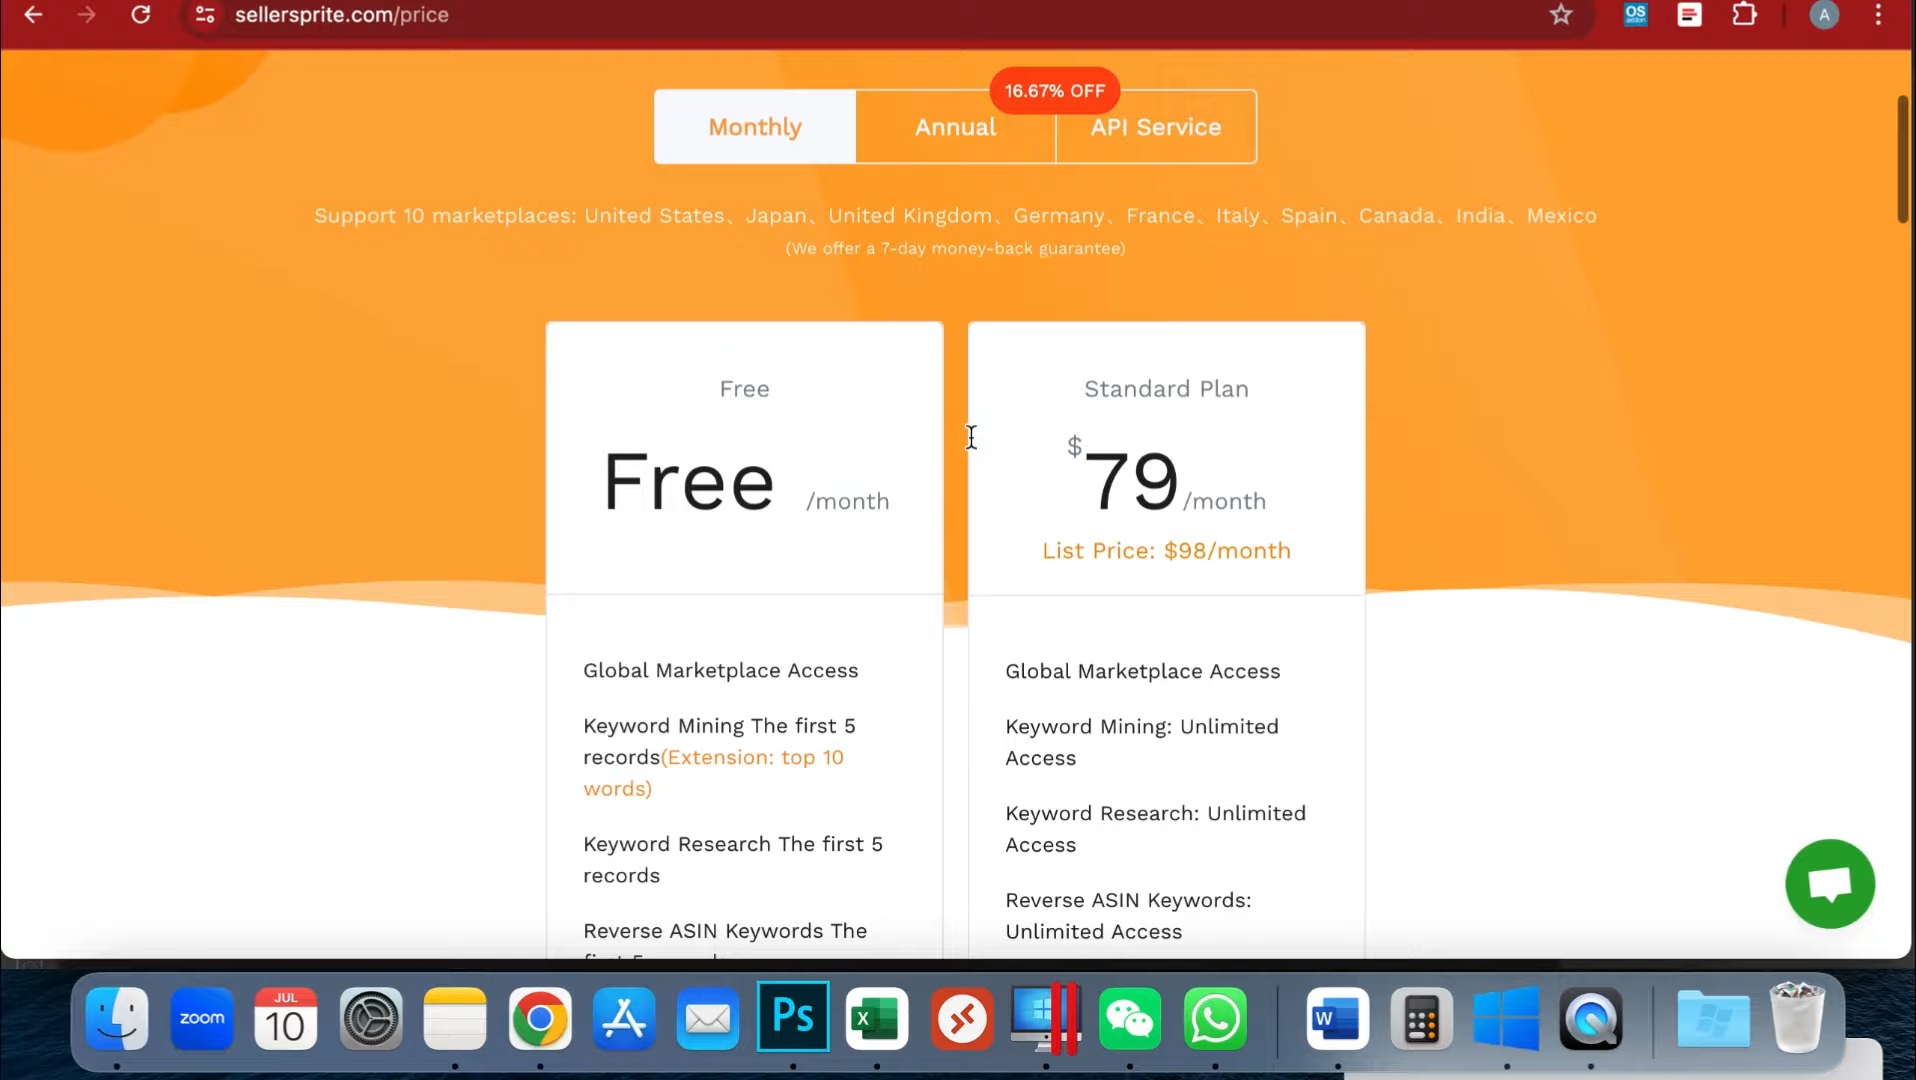 sellersprite.com/price
OS
addon
A
16.67% OFF
Monthly
Annual
API Service
Support 10 marketplaces: United States、Japan、United Kingdom、Germany、France、Italy、Spain、Canada、India、Mexico
(We offer a 7-day money-back guarantee)
Free
Free /month
Standard Plan
$79/month
List Price: $98/month
Global Marketplace Access
Keyword Mining The first 5
records(Extension: top 10
words)
Keyword Research The first 5
records
Reverse ASIN Keywords The
Global Marketplace Access
Keyword Mining: Unlimited
Access
Keyword Research: Unlimited
Access
Reverse ASIN Keywords:
Unlimited Access
zoom
JUL
10
Ps
X
W